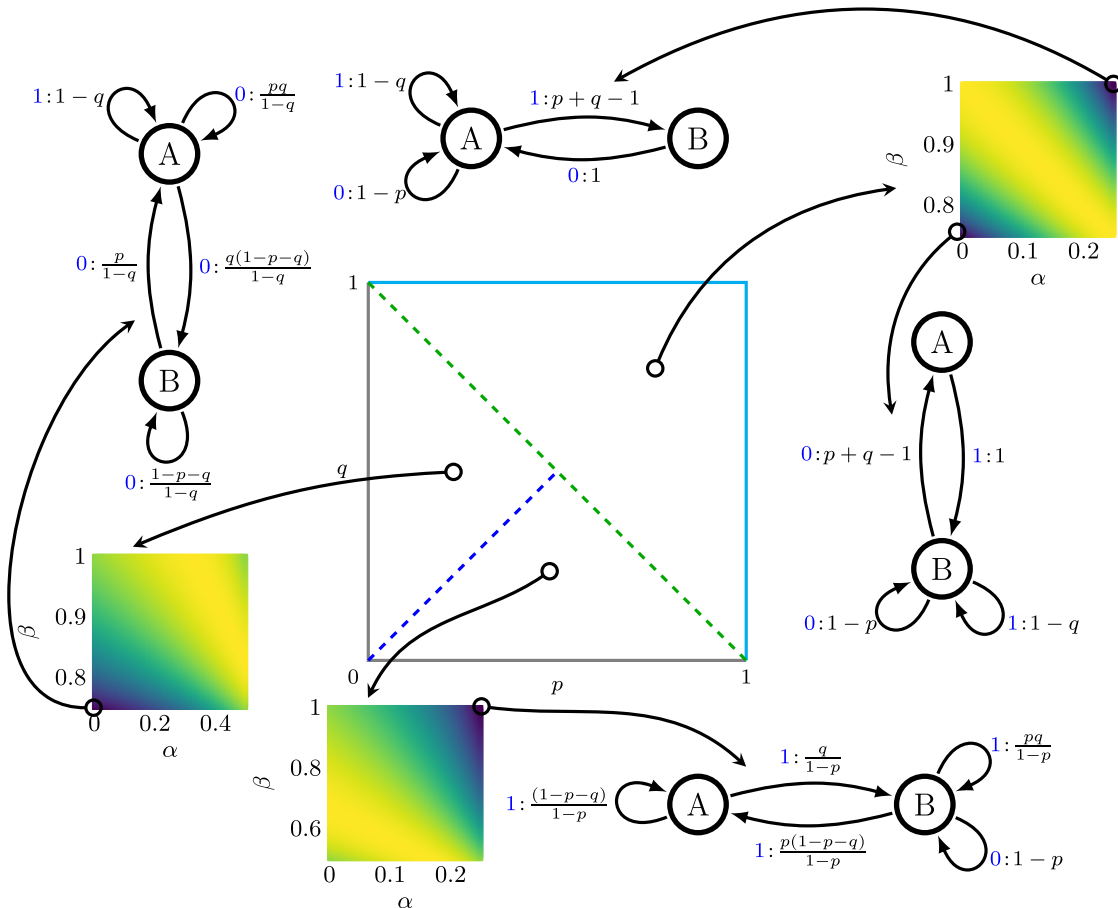 1:1−q
0:pq/(1−q)
A
0:p/(1−q)
0:q(1−p−q)/(1−q)
B
0:(1−p−q)/(1−q)
1:1−q
1:p+q−1
A
B
0:1−p
0:1
1
0.9
β
0.8
0
0.1
0.2
α
1
q
0
p
1
A
0:p+q−1
1:1
B
0:1−p
1:1−q
1
0.9
β
0.8
0
0.2
0.4
α
1
0.8
β
0.6
0
0.1
0.2
α
1:(1−p−q)/(1−p)
A
1:q/(1−p)
1:p(1−p−q)/(1−p)
B
1:pq/(1−p)
0:1−p